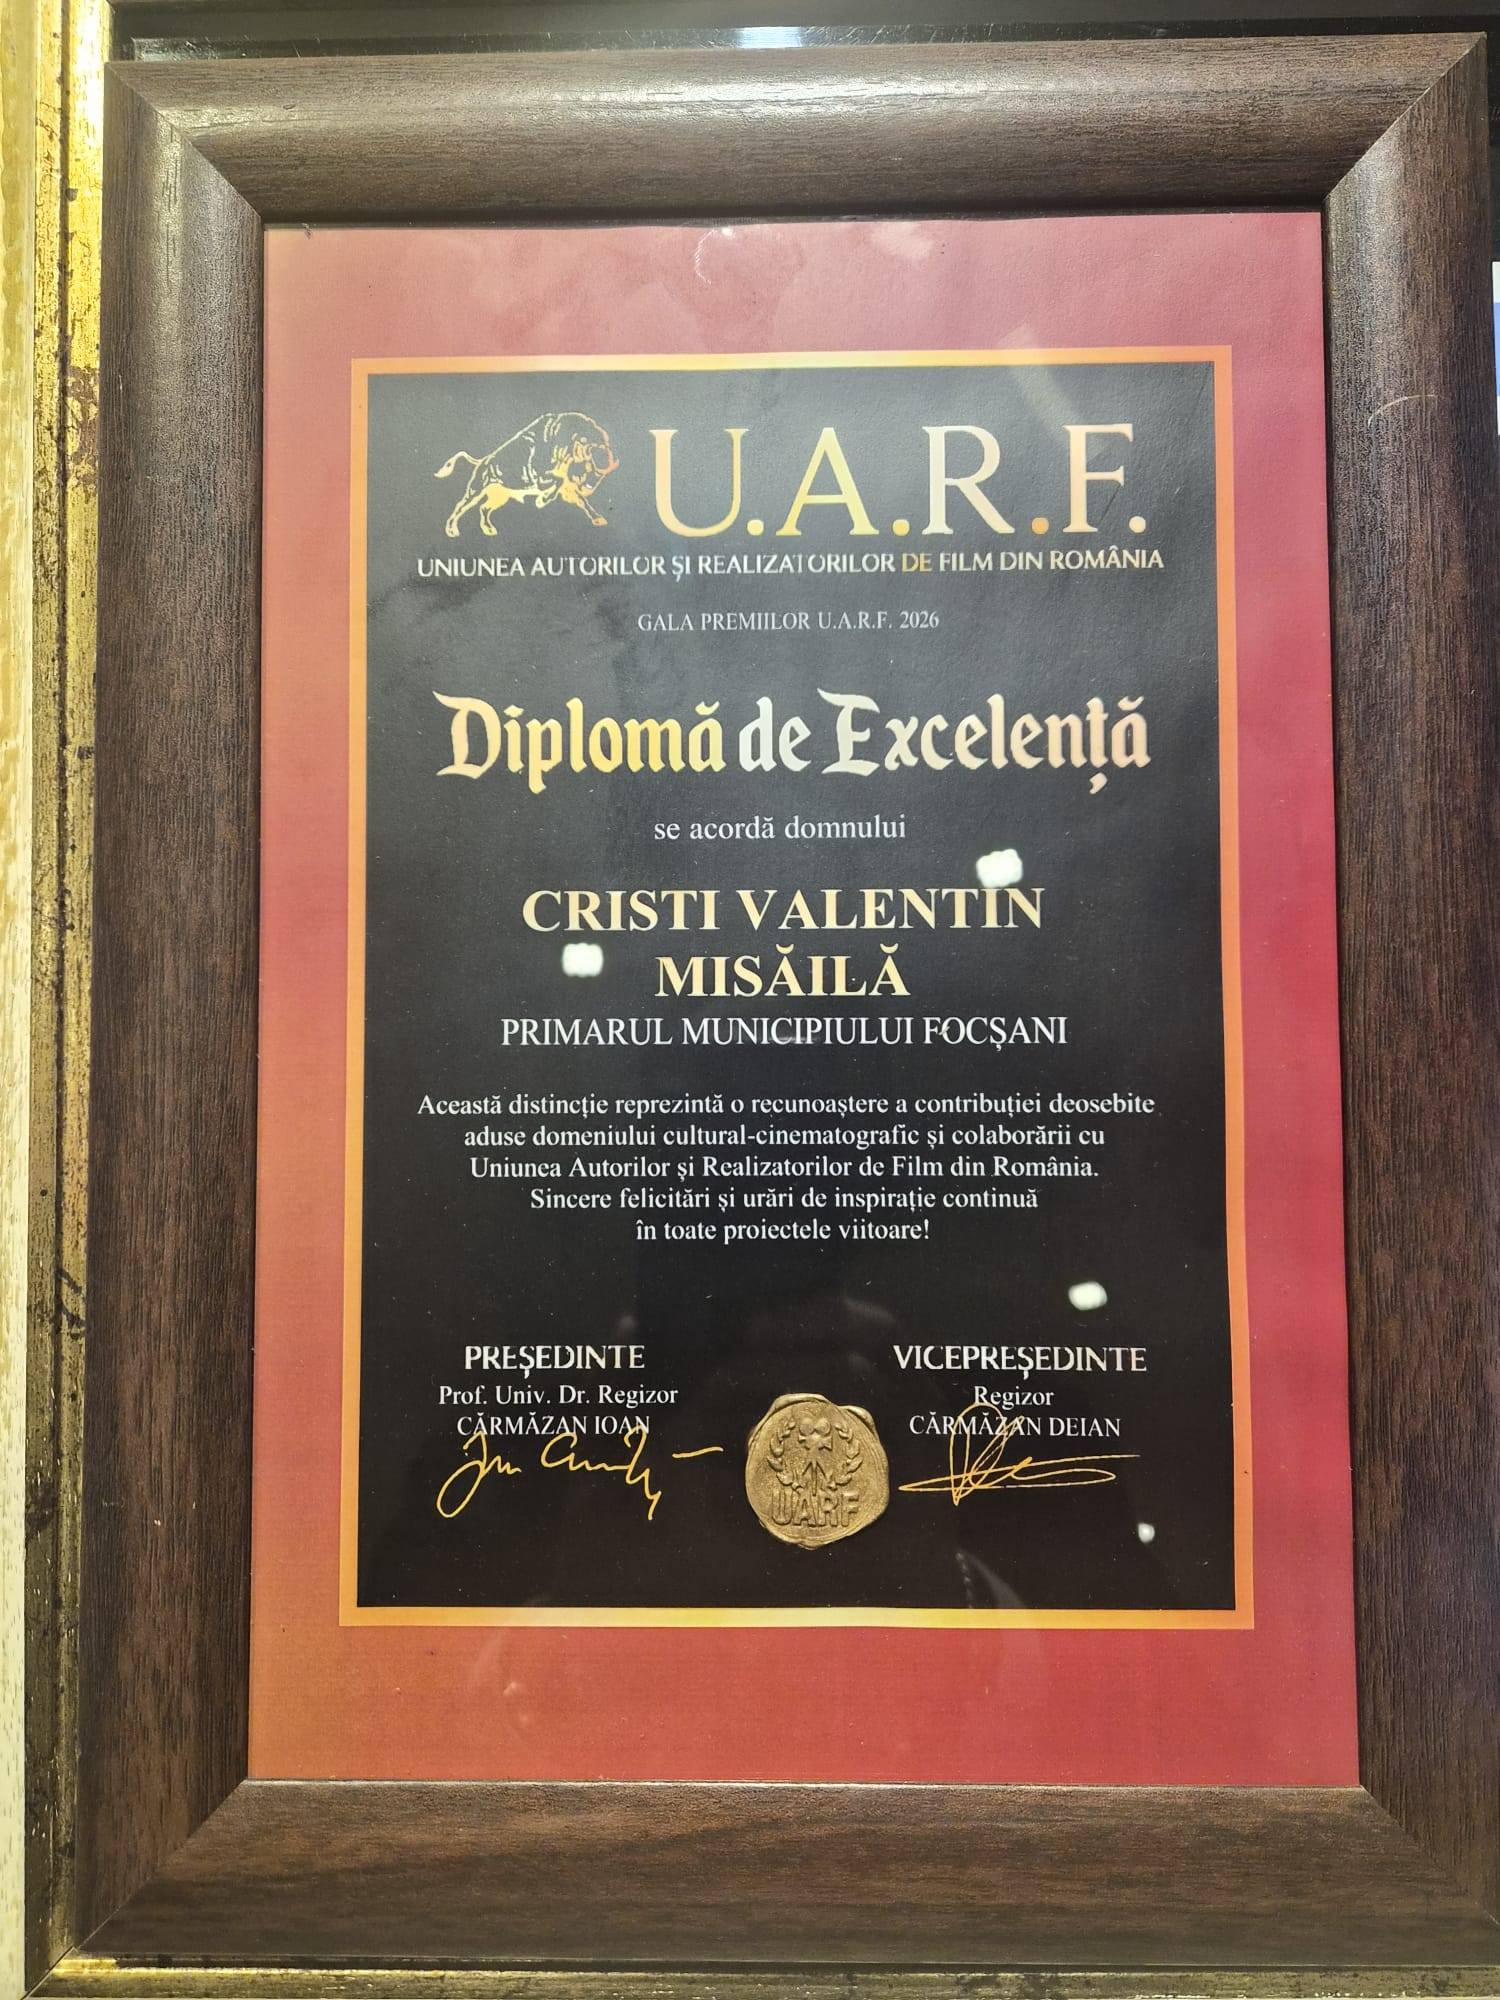 U.A.R.F.
UNIUNEA AUTORILOR ȘI REALIZATORILOR DE FILM DIN ROMÂNIA
GALA PREMIILOR U.A.R.F. 2026
Diplomă de Excelență
se acordă domnului
CRISTI VALENTIN
MISĂILĂ
PRIMARUL MUNICIPIULUI FOCȘANI
Această distincție reprezintă o recunoaștere a contribuției deosebite
aduse domeniului cultural-cinematografic și colaborării cu
Uniunea Autorilor și Realizatorilor de Film din România.
Sincere felicitări și urări de inspirație continuă
în toate proiectele viitoare!
PREȘEDINTE
Prof. Univ. Dr. Regizor
CĂRMĂZAN IOAN
VICEPREȘEDINTE
Regizor
CĂRMĂZAN DEIAN
UARF